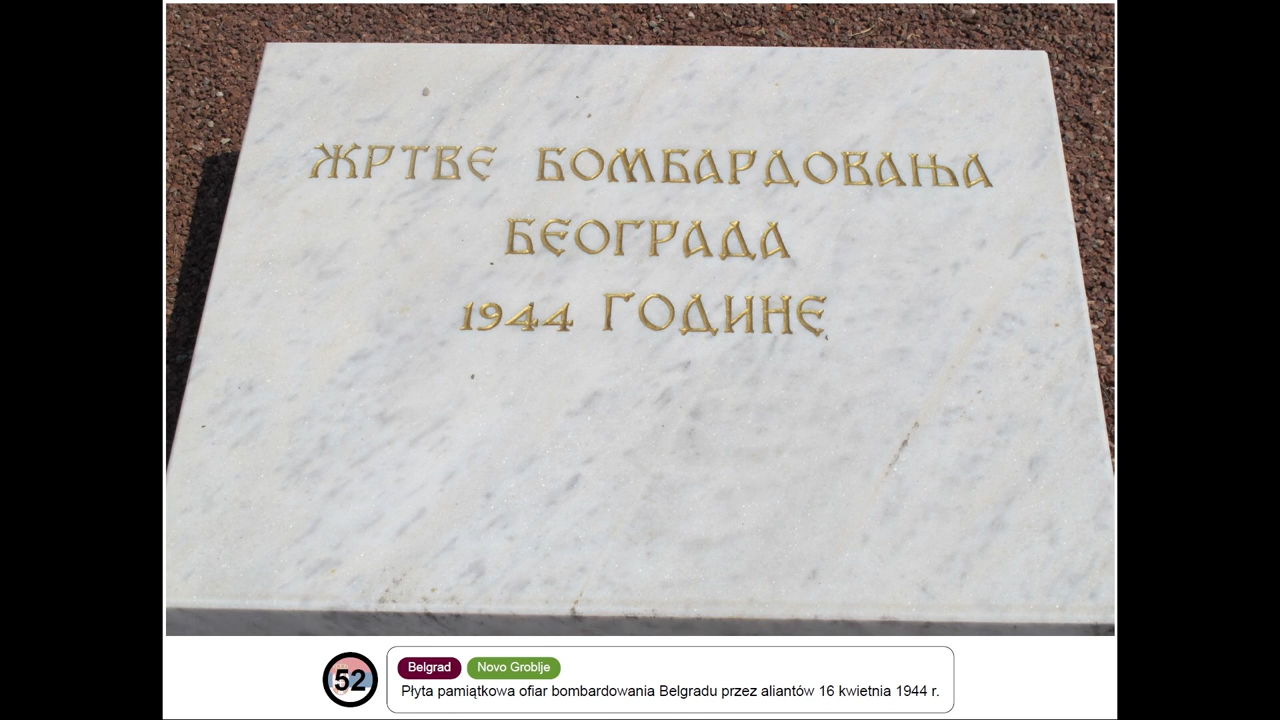 ЖРТВЕ БОМБАРДОВАЊА
БЕОГРАДА
1944 ГОДИНЕ
52
Belgrad
Novo Groblje
Płyta pamiątkowa ofiar bombardowania Belgradu przez aliantów 16 kwietnia 1944 r.